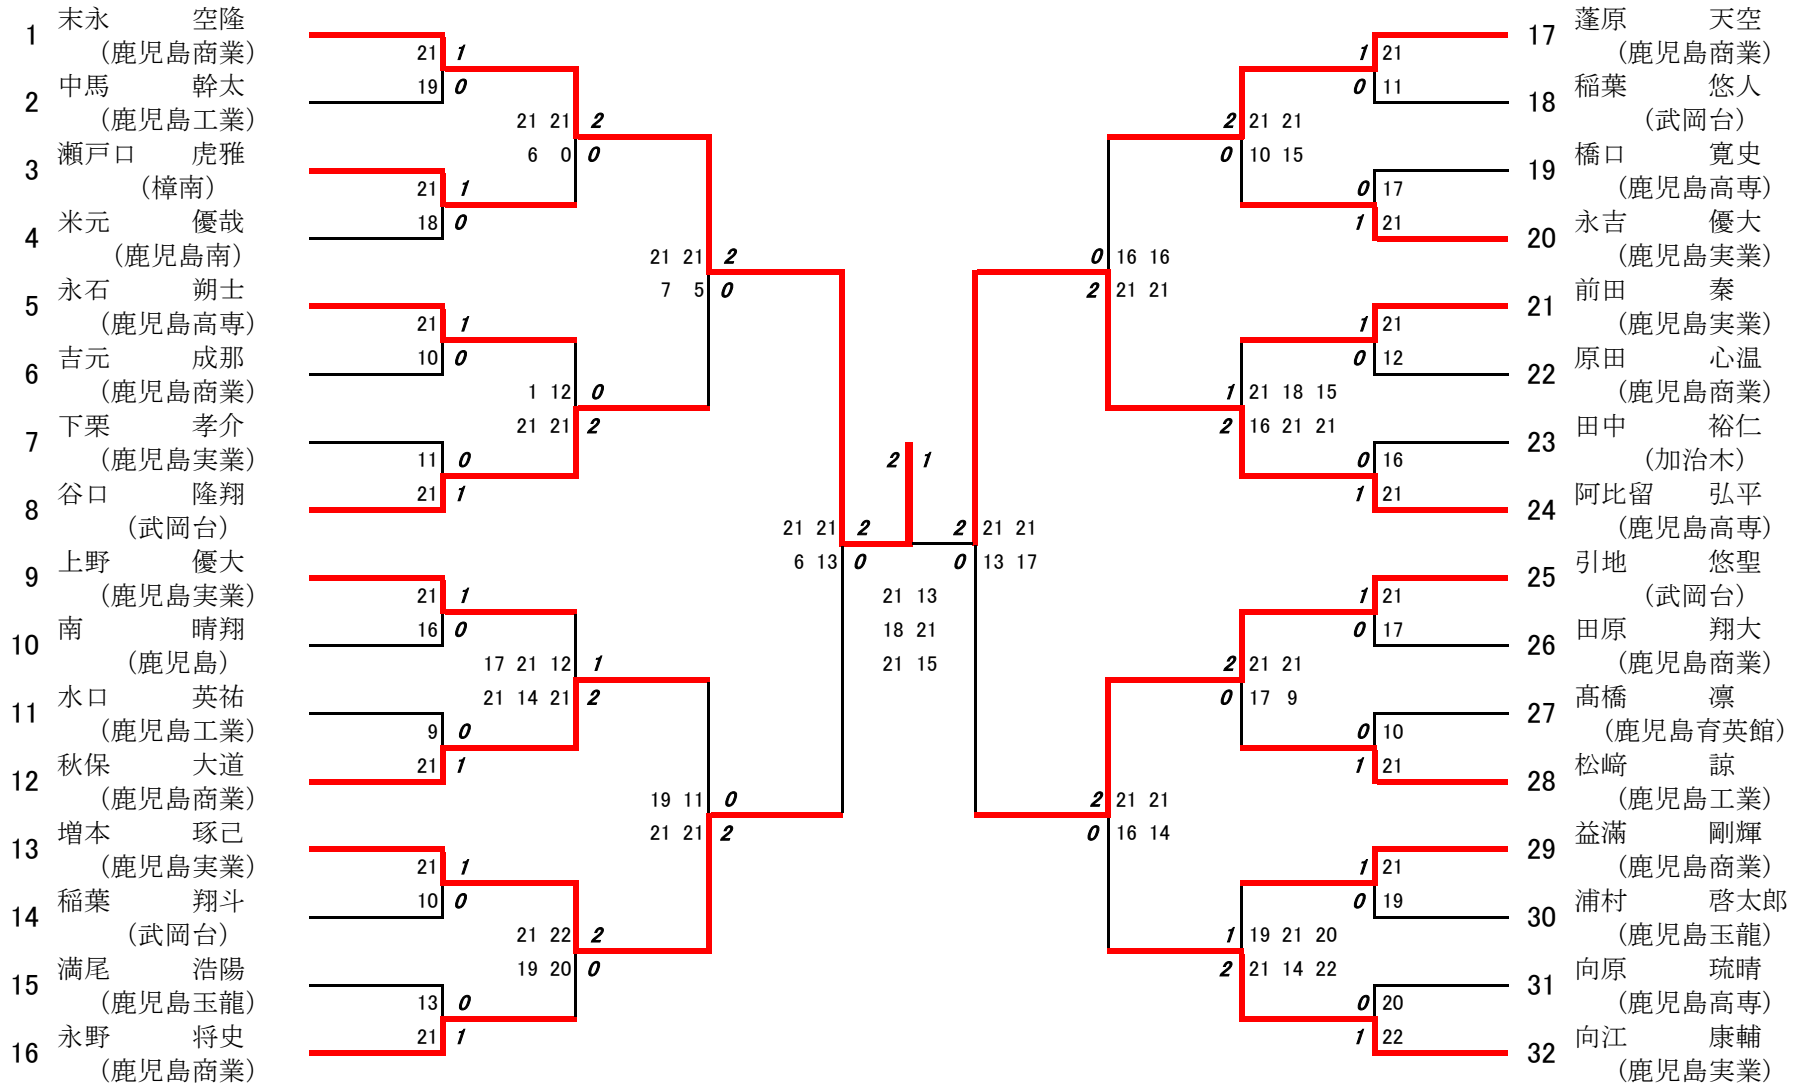 1 末永 空隆
(鹿児島商業)
2 中馬 幹太
(鹿児島工業)
3 瀬戸口 虎雅
(樟南)
4 米元 優哉
(鹿児島南)
5 永石 朔士
(鹿児島高専)
6 吉元 成那
(鹿児島商業)
7 下栗 孝介
(鹿児島実業)
8 谷口 隆翔
(武岡台)
9 上野 優大
(鹿児島実業)
10 南 晴翔
(鹿児島)
11 水口 英祐
(鹿児島工業)
12 秋保 大道
(鹿児島商業)
13 増本 琢己
(鹿児島実業)
14 稲葉 翔斗
(武岡台)
15 満尾 浩陽
(鹿児島玉龍)
16 永野 将史
(鹿児島商業)
21 1
19 0
21 1
18 0
21 1
10 0
11 0
21 1
21 1
16 0
9 0
21 1
21 1
10 0
13 0
21 1
21 21 2
6 0 0
1 12 0
21 21 2
17 21 12 1
21 14 21 2
21 22 2
19 20 0
21 21 2
7 5 0
19 11 0
21 21 2
21 21 2
6 13 0
2 1
21 13
18 21
21 15
2 21 21
0 13 17
0 16 16
2 21 21
2 21 21
0 16 14
2 21 21
0 10 15
1 21 18 15
2 16 21 21
2 21 21
0 17 9
1 19 21 20
2 21 14 22
1 21
0 11
0 17
1 21
1 21
0 12
0 16
1 21
1 21
0 17
0 10
1 21
1 21
0 19
0 20
1 22
17 蓬原 天空
(鹿児島商業)
18 稲葉 悠人
(武岡台)
19 橋口 寛史
(鹿児島高専)
20 永吉 優大
(鹿児島実業)
21 前田 秦
(鹿児島実業)
22 原田 心温
(鹿児島商業)
23 田中 裕仁
(加治木)
24 阿比留 弘平
(鹿児島高専)
25 引地 悠聖
(武岡台)
26 田原 翔大
(鹿児島商業)
27 髙橋 凛
(鹿児島育英館)
28 松﨑 諒
(鹿児島工業)
29 益滿 剛輝
(鹿児島商業)
30 浦村 啓太郎
(鹿児島玉龍)
31 向原 琉晴
(鹿児島高専)
32 向江 康輔
(鹿児島実業)